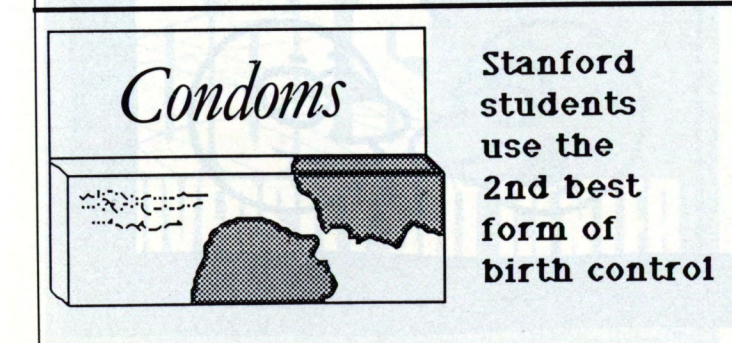 Condoms
Stanford
students
use the
2nd best
form of
birth control